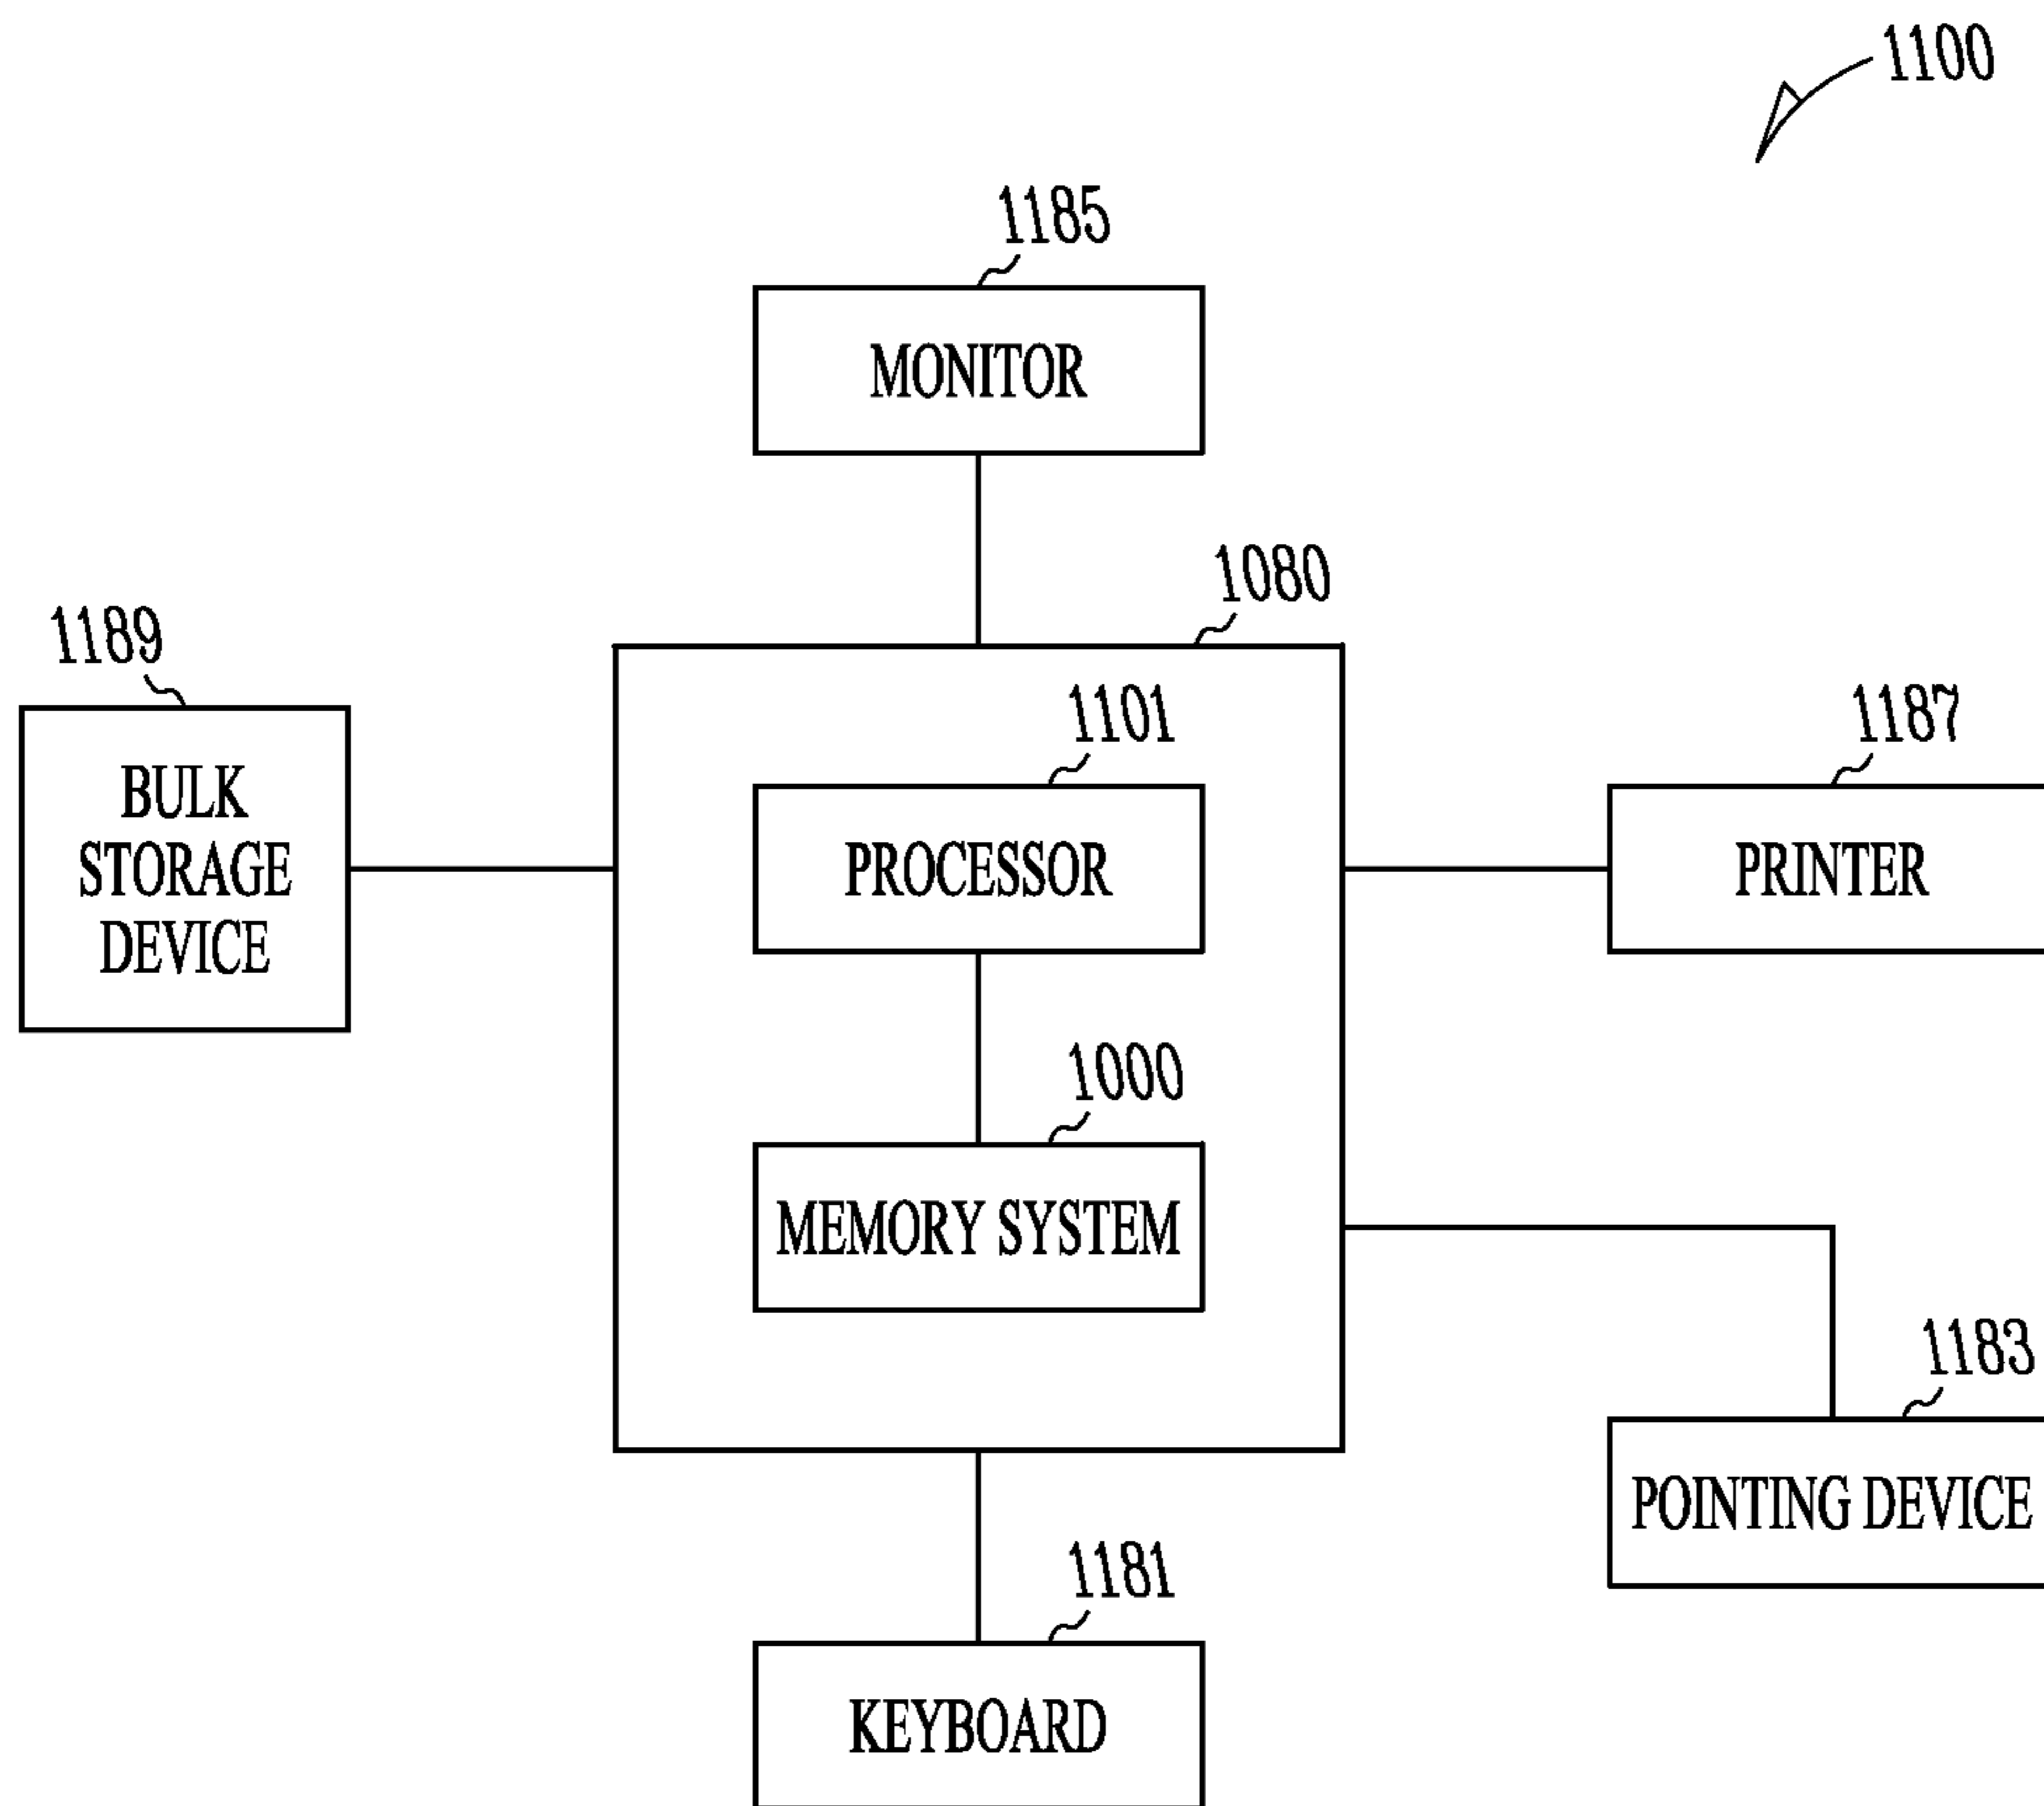 1100
1185
MONITOR
1080
1189
BULK
STORAGE
DEVICE
1101
PROCESSOR
1187
PRINTER
1000
MEMORY SYSTEM
1183
POINTING DEVICE
1181
KEYBOARD